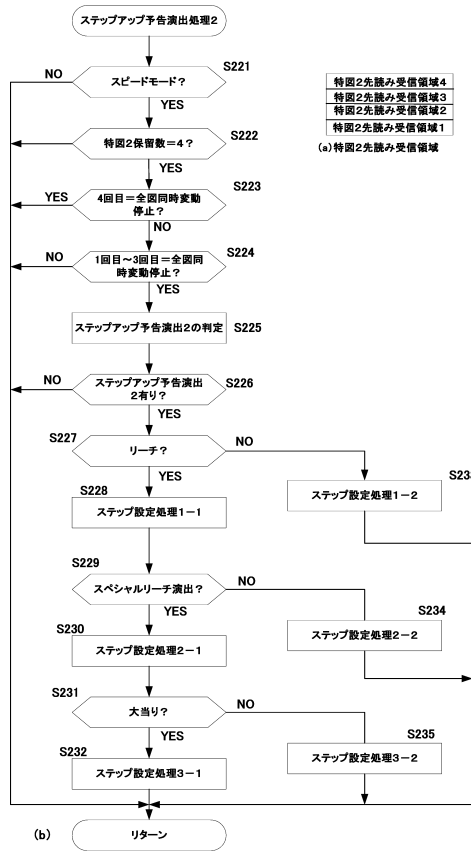 ステップアップ予告演出処理2
S221
スピードモード?
NO
YES
S222
特図2保留数=4?
YES
S223
4回目=全図同時変動
停止?
YES
NO
S224
1回目~3回目=全図同
時変動停止?
NO
YES
ステップアップ予告演出2の判定
S225
ステップアップ予告演出
2有り?
S226
NO
YES
S227
リーチ?
NO
YES
S228
ステップ設定処理1-1
S233
ステップ設定処理1-2
S229
スペシャルリーチ演出?
NO
YES
S230
ステップ設定処理2-1
S234
ステップ設定処理2-2
S231
大当り?
NO
YES
S232
ステップ設定処理3-1
S235
ステップ設定処理3-2
(b)
リターン
特図2先読み受信領域4
特図2先読み受信領域3
特図2先読み受信領域2
特図2先読み受信領域1
(a)特図2先読み受信領域